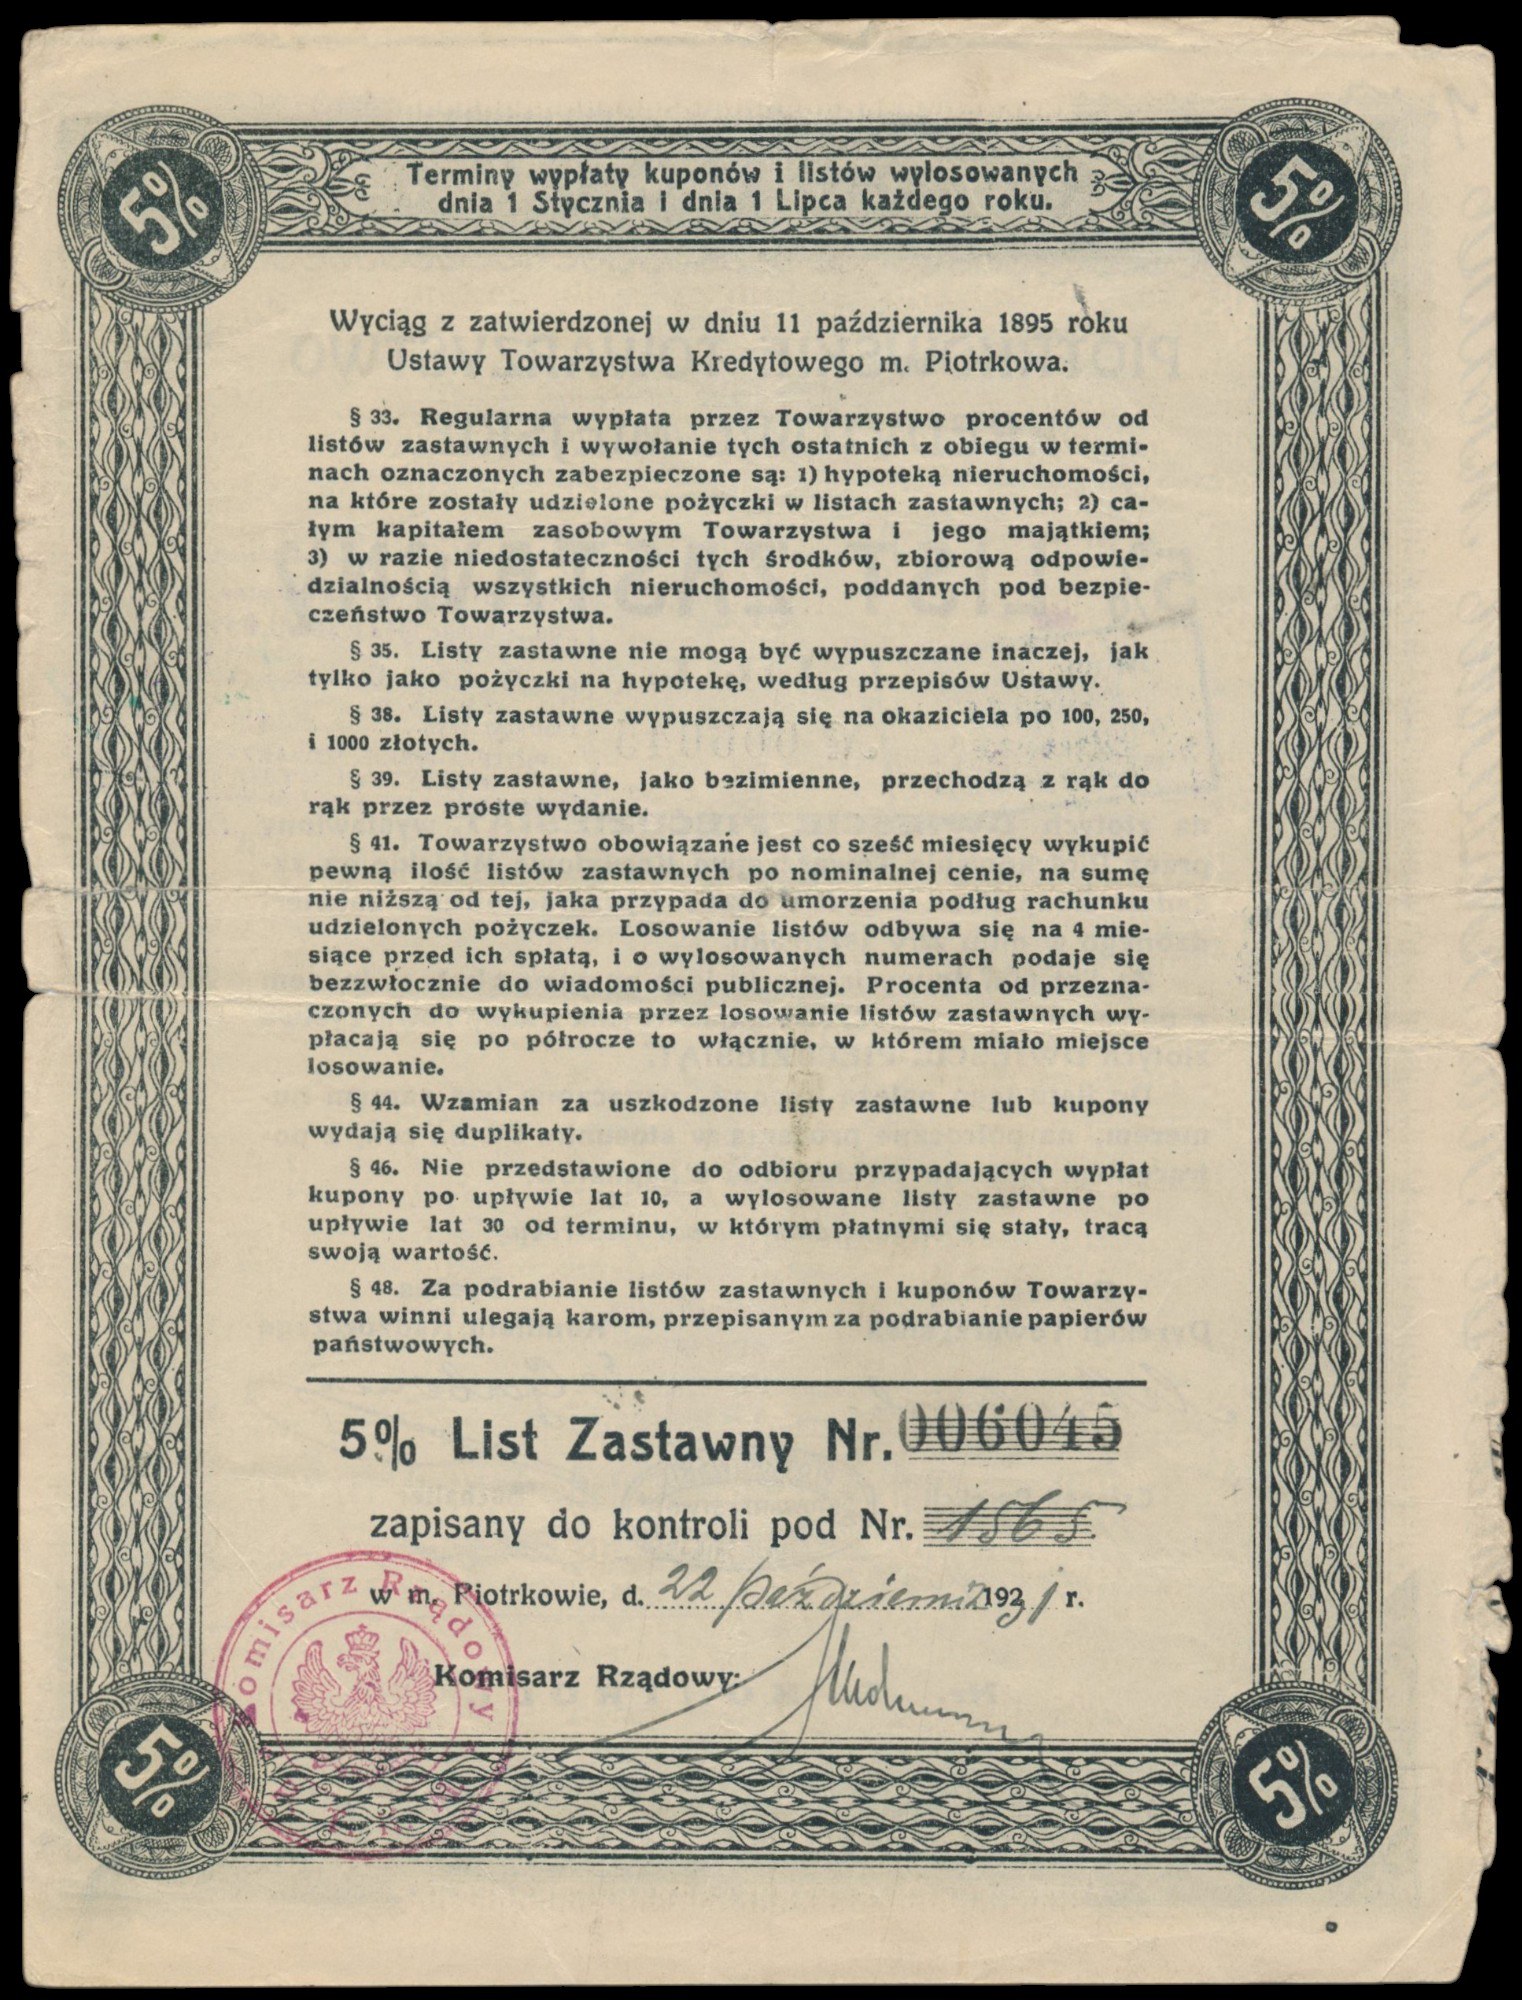 5%
5%
Terminy wypłaty kuponów i listów wylosowanych
dnia 1 Stycznia i dnia 1 Lipca każdego roku.
Wyciąg z zatwierdzonej w dniu 11 października 1895 roku
Ustawy Towarzystwa Kredytowego m. Piotrkowa.
§ 33. Regularna wypłata przez Towarzystwo procentów od
listów zastawnych i wywołanie tych ostatnich z obiegu w termi-
nach oznaczonych zabezpieczone są: 1) hypoteką nieruchomości,
na które zostały udzielone pożyczki w listach zastawnych; 2) ca-
łym kapitałem zasobowym Towarzystwa i jego majątkiem;
3) w razie niedostateczności tych środków, zbiorową odpowie-
dzialnością wszystkich nieruchomości, poddanych pod bezpie-
czeństwo Towarzystwa.
§ 35. Listy zastawne nie mogą być wypuszczane inaczej, jak
tylko jako pożyczki na hypotekę, według przepisów Ustawy.
§ 38. Listy zastawne wypuszczają się na okaziciela po 100, 250,
i 1000 złotych.
§ 39. Listy zastawne, jako bezimienne, przechodzą z rąk do
rąk przez proste wydanie.
§ 41. Towarzystwo obowiązane jest co sześć miesięcy wykupić
pewną ilość listów zastawnych po nominalnej cenie, na sumę
nie niższą od tej, jaka przypada do umorzenia podług rachunku
udzielonych pożyczek. Losowanie listów odbywa się na 4 mie-
siące przed ich spłatą, i o wylosowanych numerach podaje się
bezzwłocznie do wiadomości publicznej. Procenta od przezna-
czonych do wykupienia przez losowanie listów zastawnych wy-
płacają się po półrocze to włącznie, w którem miało miejsce
losowanie.
§ 44. Wzamian za uszkodzone listy zastawne lub kupony
wydają się duplikaty.
§ 46. Nie przedstawione do odbioru przypadających wypłat
kupony po upływie lat 10, a wylosowane listy zastawne po
upływie lat 30 od terminu, w którym płatnymi się stały, tracą
swoją wartość.
§ 48. Za podrabianie listów zastawnych i kuponów Towarzy-
stwa winni ulegają karom, przepisanym za podrabianie papierów
państwowych.
5% List Zastawny Nr. 006045
zapisany do kontroli pod Nr. 1565
w m. Piotrkowie, d. 22 październ 1931 r.
Komisarz Rządowy
Komisarz Rządowy:
5%
5%